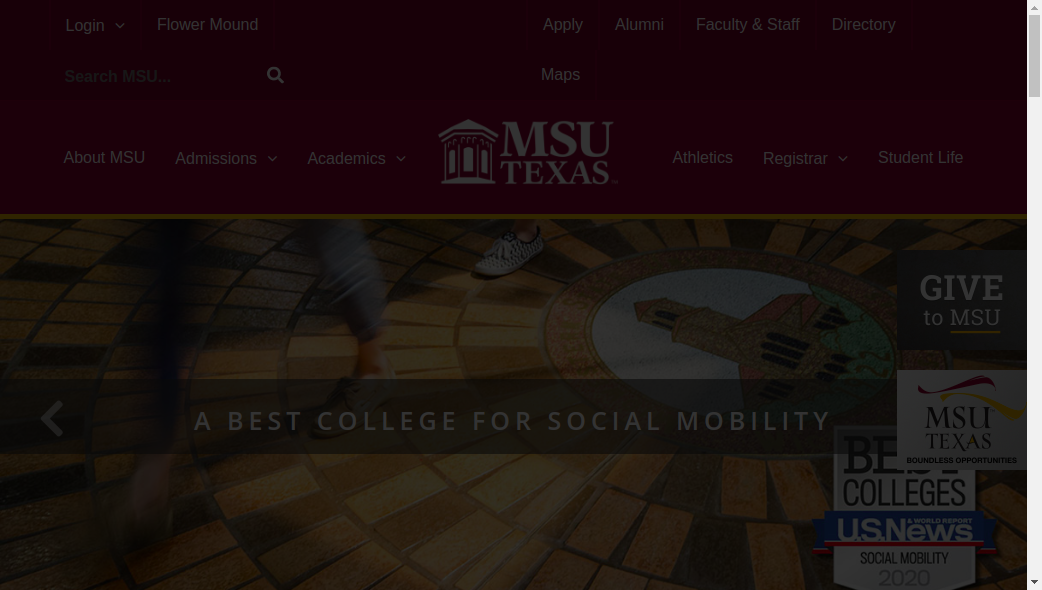 Login
Flower Mound
Apply
Alumni
Faculty & Staff
Directory
Search MSU...
Maps
About MSU
Admissions
Academics
MSU
TEXAS
Athletics
Registrar
Student Life
GIVE
to MSU
A BEST COLLEGE FOR SOCIAL MOBILITY
MSU
TEXAS
BOUNDLESS OPPORTUNITIES
BEST
COLLEGES
U.S.News
& WORLD REPORT
SOCIAL MOBILITY
2020